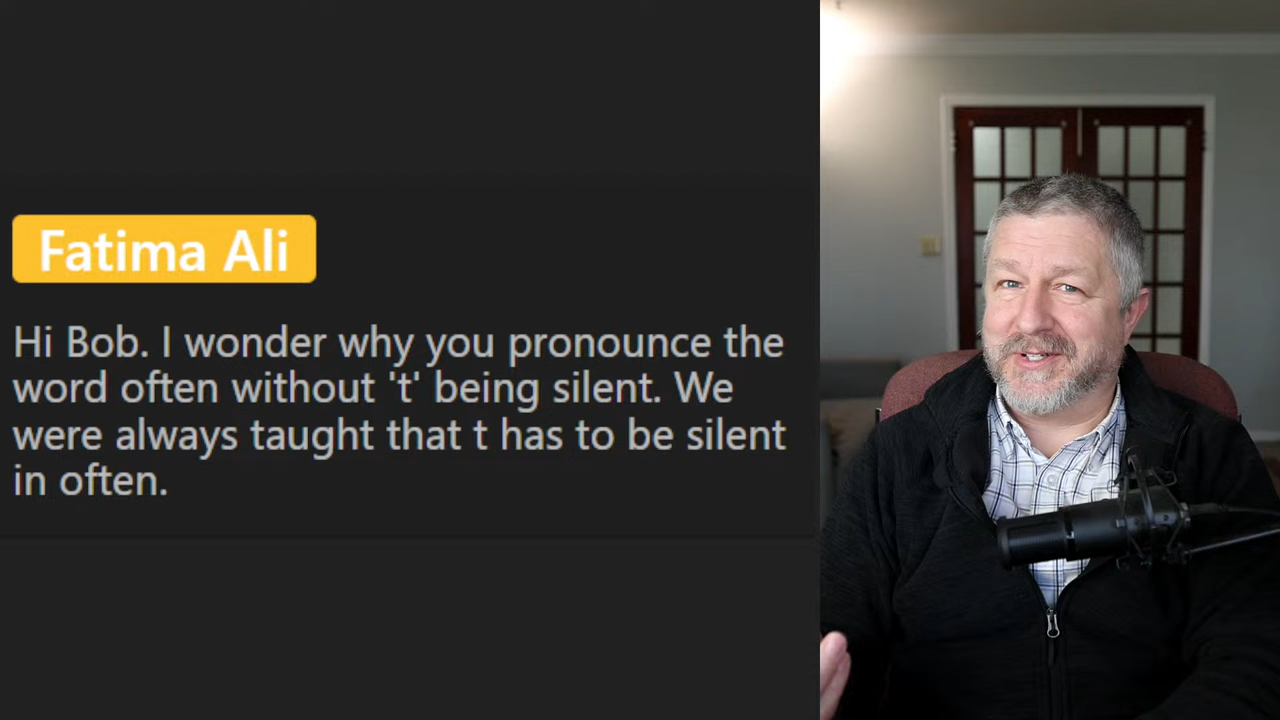 Fatima Ali
Hi Bob. I wonder why you pronounce the
word often without 't' being silent. We
were always taught that t has to be silent
in often.